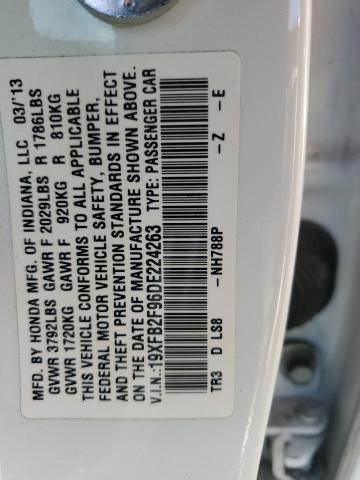 MFD. BY HONDA MFG. OF INDIANA, LLC 03/'13
GVWR 3792LBS GAWR F 2029LBS R 1786LBS
GVWR 1720KG GAWR F 920KG R 810KG
THIS VEHICLE CONFORMS TO ALL APPLICABLE
FEDERAL MOTOR VEHICLE SAFETY, BUMPER,
AND THEFT PREVENTION STANDARDS IN EFFECT
ON THE DATE OF MANUFACTURE SHOWN ABOVE.
V.I.N.:19XFB2F96DE224263 TYPE: PASSENGER CAR
TR3 D LS8 -NH788P -Z -E